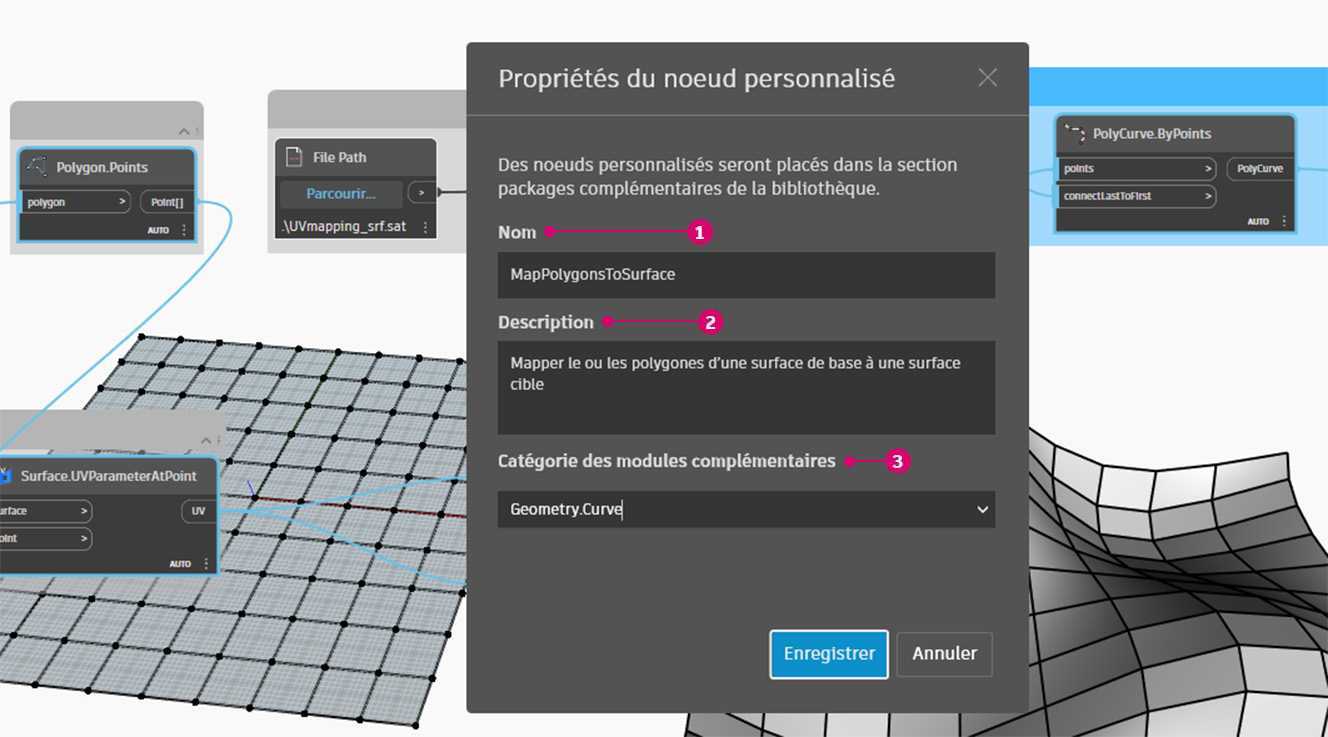 Propriétés du noeud personnalisé
Des noeuds personnalisés seront placés dans la section
packages complémentaires de la bibliothèque.
Nom
1
MapPolygonsToSurface
Description
2
Mapper le ou les polygones d’une surface de base à une surface
cible
Catégorie des modules complémentaires
3
Geometry.Curve
Enregistrer
Annuler
Polygon.Points
polygon >
Point[]
AUTO
File Path
Parcourir...
>
.\UVmapping_srf.sat
PolyCurve.ByPoints
points >
PolyCurve
connectLastToFirst >
AUTO
Surface.UVParameterAtPoint
urface >
UV
oint >
AUTO